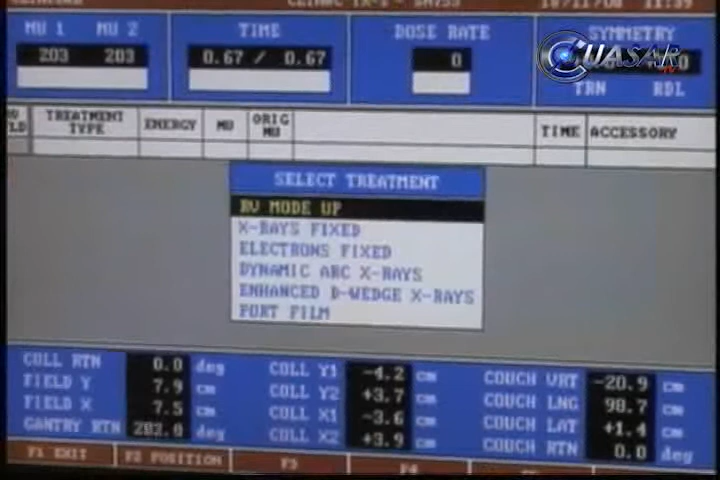 MU 1 MU 2 TIME DOSE RATE SYMMETRY
203 203 0.67 / 0.67 0
CUASAR TV
TRN RDL
TREATMENT TYPE ENERGY MU ORIG MU TIME ACCESSORY
SELECT TREATMENT
RV MODE UP
X-RAYS FIXED
ELECTRONS FIXED
DYNAMIC ARC X-RAYS
ENHANCED D-WEDGE X-RAYS
PORT FILM
COLL RTN 0.0 deg COLL Y1 -4.2 cm COUCH VRT -20.9 cm
FIELD Y 7.9 cm COLL Y2 +3.7 cm COUCH LNG 98.7 cm
FIELD X 7.5 cm COLL X1 -3.6 cm COUCH LAT +1.4 cm
GANTRY RTN 202.0 deg COLL X2 +3.9 cm COUCH RTN 0.0 deg
F1 EXIT F2 POSITION F3 F4